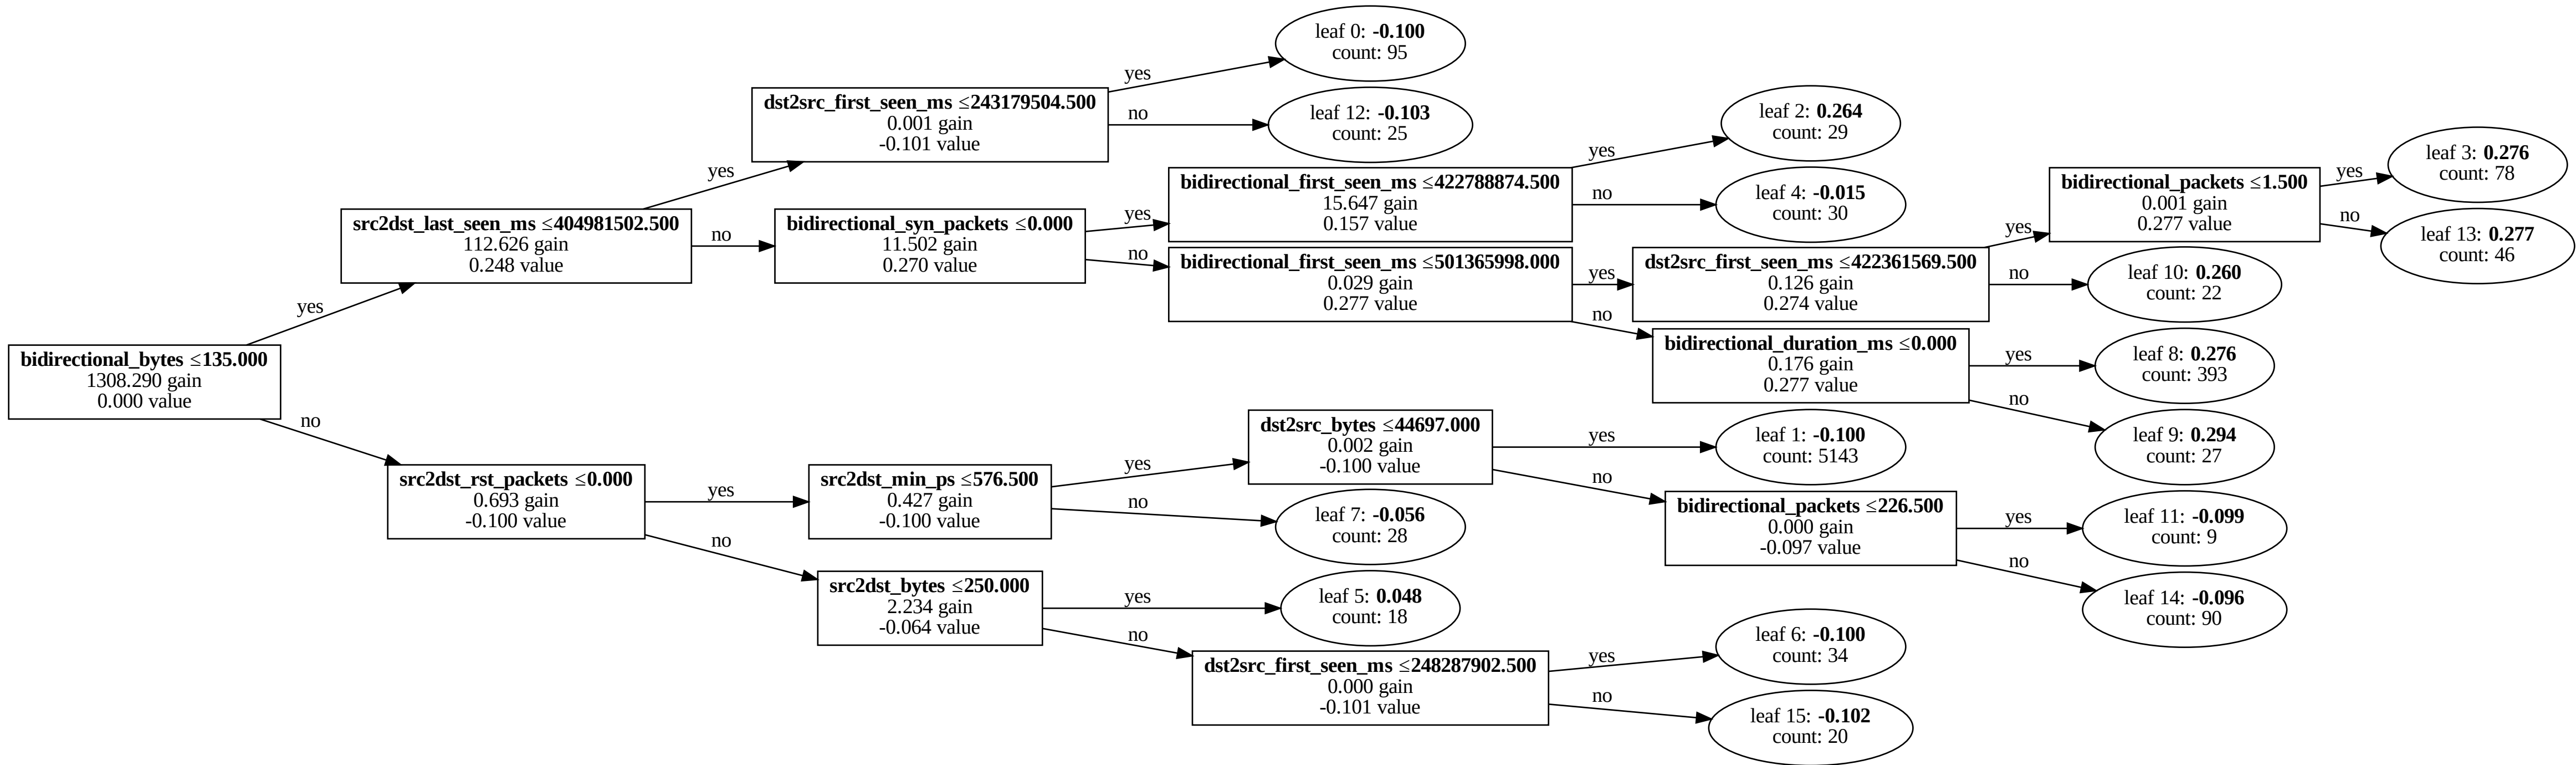 bidirectional_bytes ≤135.000
1308.290 gain
0.000 value
yes
no
src2dst_last_seen_ms ≤404981502.500
112.626 gain
0.248 value
yes
no
dst2src_first_seen_ms ≤243179504.500
0.001 gain
-0.101 value
yes
no
leaf 0: -0.100
count: 95
leaf 12: -0.103
count: 25
bidirectional_syn_packets ≤0.000
11.502 gain
0.270 value
yes
no
bidirectional_first_seen_ms ≤422788874.500
15.647 gain
0.157 value
yes
no
leaf 2: 0.264
count: 29
leaf 4: -0.015
count: 30
bidirectional_first_seen_ms ≤501365998.000
0.029 gain
0.277 value
yes
no
dst2src_first_seen_ms ≤422361569.500
0.126 gain
0.274 value
yes
no
bidirectional_packets ≤1.500
0.001 gain
0.277 value
yes
no
leaf 3: 0.276
count: 78
leaf 13: 0.277
count: 46
leaf 10: 0.260
count: 22
bidirectional_duration_ms ≤0.000
0.176 gain
0.277 value
yes
no
leaf 8: 0.276
count: 393
leaf 9: 0.294
count: 27
src2dst_rst_packets ≤0.000
0.693 gain
-0.100 value
yes
no
src2dst_min_ps ≤576.500
0.427 gain
-0.100 value
yes
no
dst2src_bytes ≤44697.000
0.002 gain
-0.100 value
yes
no
leaf 1: -0.100
count: 5143
bidirectional_packets ≤226.500
0.000 gain
-0.097 value
yes
no
leaf 11: -0.099
count: 9
leaf 14: -0.096
count: 90
leaf 7: -0.056
count: 28
src2dst_bytes ≤250.000
2.234 gain
-0.064 value
yes
no
leaf 5: 0.048
count: 18
dst2src_first_seen_ms ≤248287902.500
0.000 gain
-0.101 value
yes
no
leaf 6: -0.100
count: 34
leaf 15: -0.102
count: 20